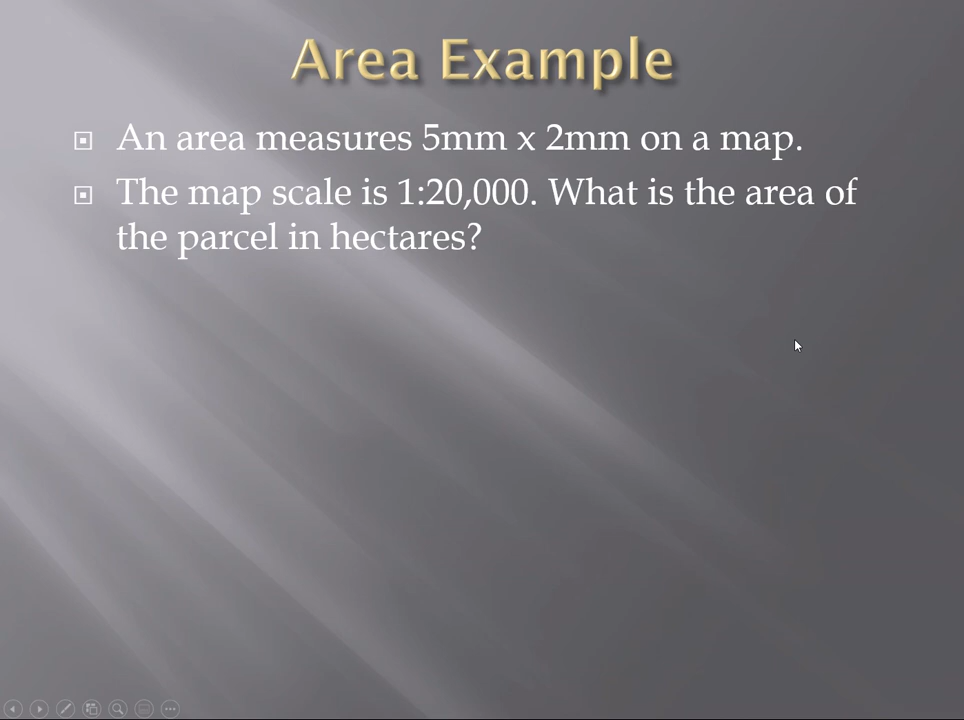 Area Example
An area measures 5mm x 2mm on a map.
The map scale is 1:20,000. What is the area of
the parcel in hectares?